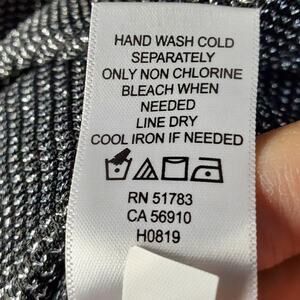 HAND WASH COLD
SEPARATELY
ONLY NON CHLORINE
BLEACH WHEN
NEEDED
LINE DRY
COOL IRON IF NEEDED
RN 51783
CA 56910
H0819